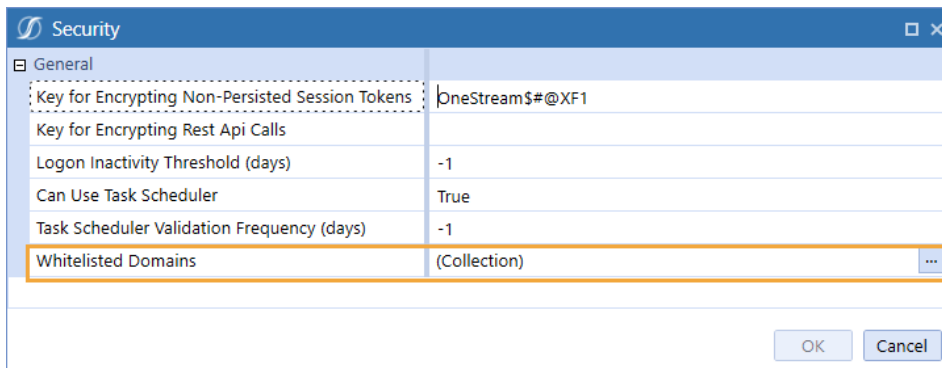 Security
General
Key for Encrypting Non-Persisted Session Tokens OneStream$#@XF1
Key for Encrypting Rest Api Calls
Logon Inactivity Threshold (days) -1
Can Use Task Scheduler True
Task Scheduler Validation Frequency (days) -1
Whitelisted Domains (Collection) ...
OK Cancel